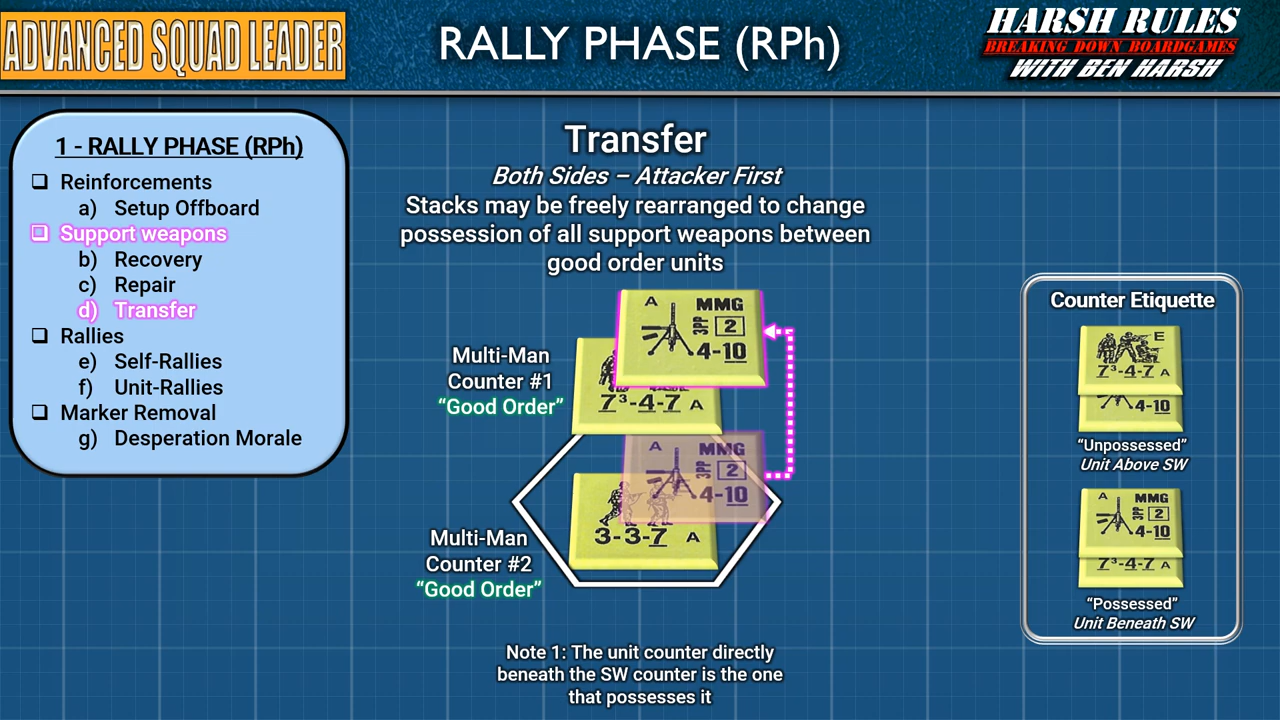 ADVANCED SQUAD LEADER
RALLY PHASE (RPh)
HARSH RULES
BREAKING DOWN BOARDGAMES
WITH BEN HARSH
1 - RALLY PHASE (RPh)
❑ Reinforcements
a) Setup Offboard
❑ Support weapons
b) Recovery
c) Repair
d) Transfer
❑ Rallies
e) Self-Rallies
f) Unit-Rallies
❑ Marker Removal
g) Desperation Morale
Transfer
Both Sides – Attacker First
Stacks may be freely rearranged to change
possession of all support weapons between
good order units
A MMG
3PP 2
4-10
Multi-Man
Counter #1
“Good Order”
7³-4-7 A
A MMG
3PP 2
4-10
Multi-Man
Counter #2
“Good Order”
3-3-7 A
Note 1: The unit counter directly
beneath the SW counter is the one
that possesses it
Counter Etiquette
E
7³-4-7 A
4-10
“Unpossessed”
Unit Above SW
A MMG
3PP 2
4-10
7³-4-7 A
“Possessed”
Unit Beneath SW